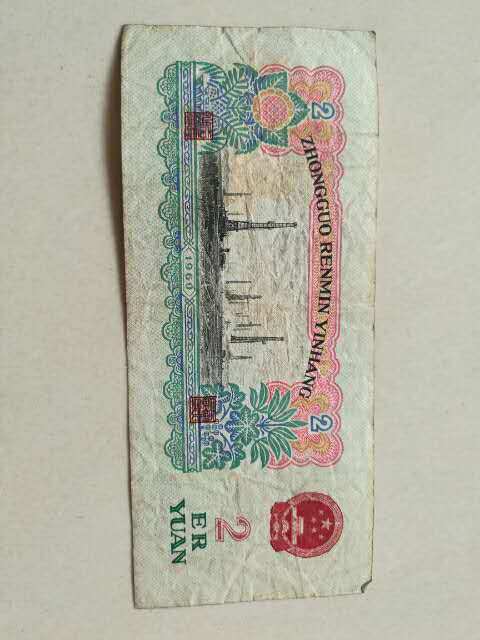 ZHONGGUO RENMIN YINHANG
2
2
1960
2
ER
YUAN